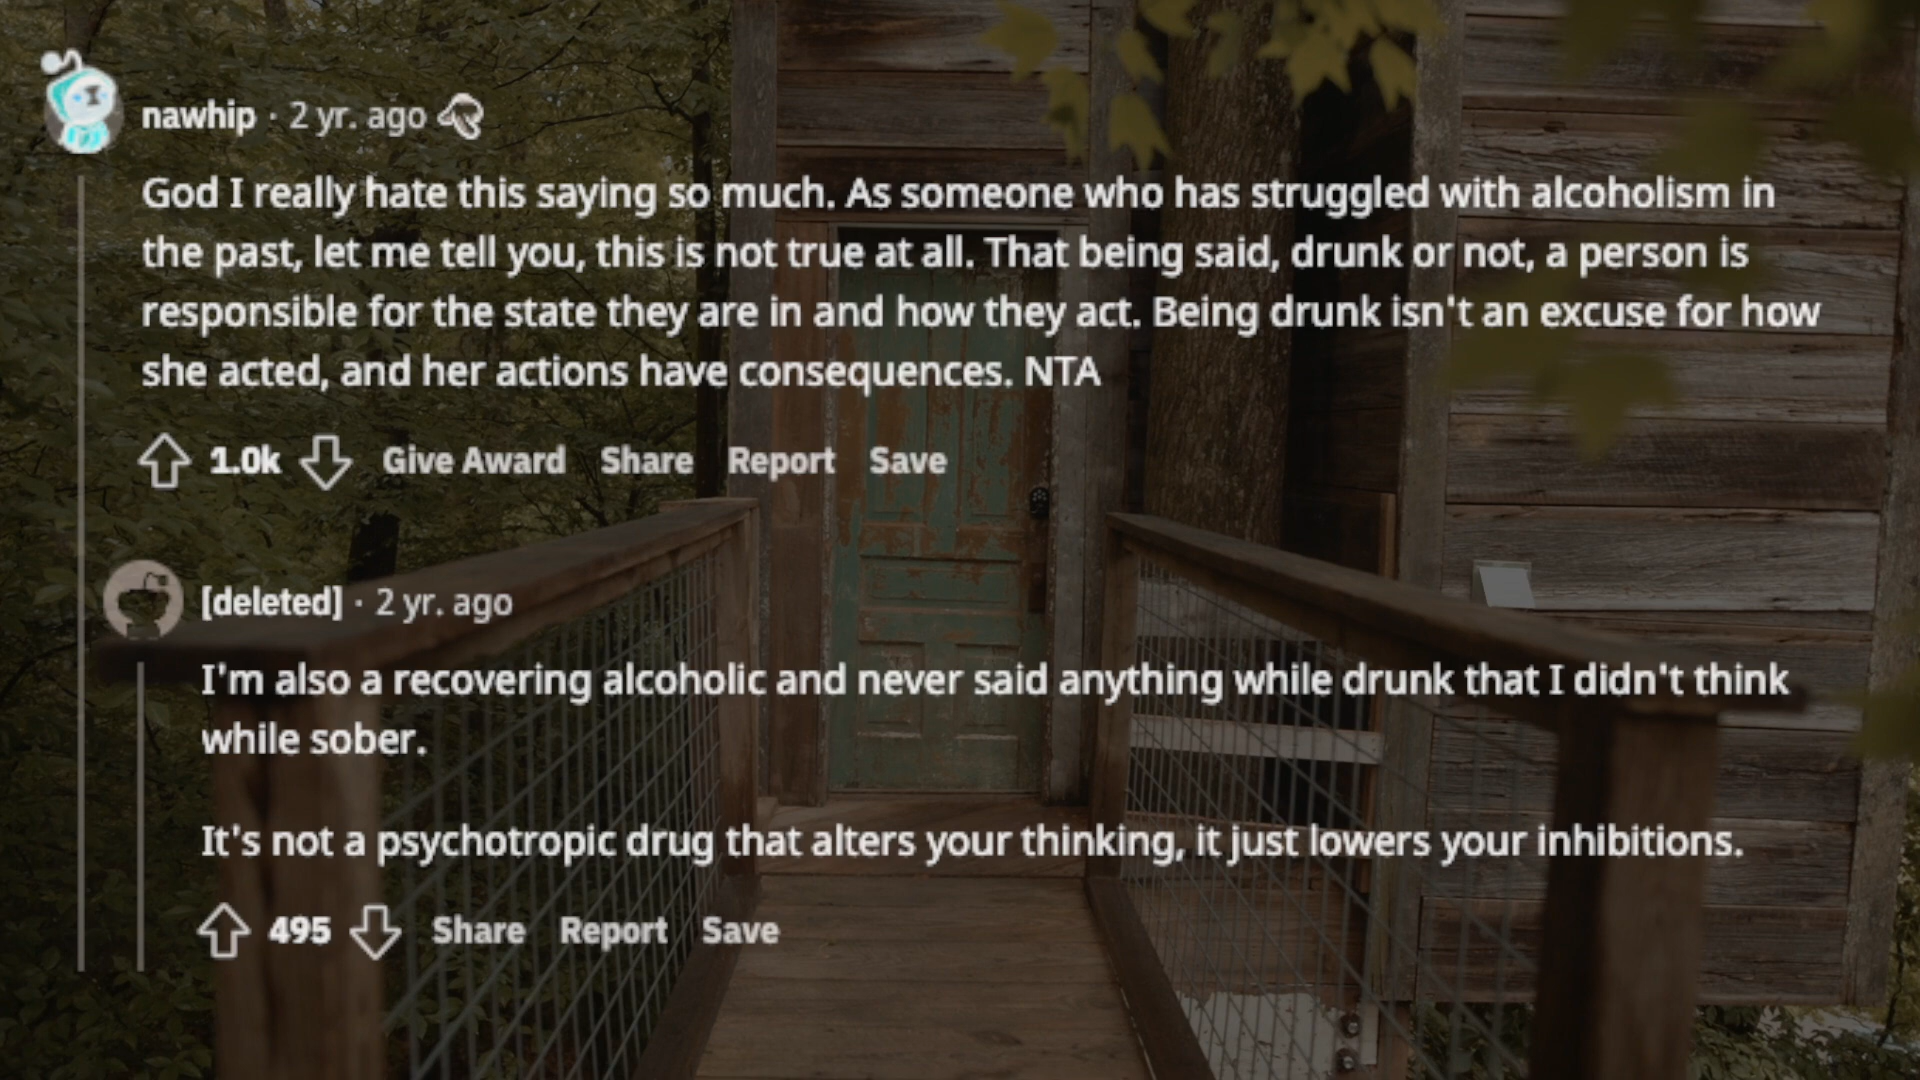 nawhip · 2 yr. ago
God I really hate this saying so much. As someone who has struggled with alcoholism in
the past, let me tell you, this is not true at all. That being said, drunk or not, a person is
responsible for the state they are in and how they act. Being drunk isn't an excuse for how
she acted, and her actions have consequences. NTA
1.0k Give Award Share Report Save
[deleted] · 2 yr. ago
I'm also a recovering alcoholic and never said anything while drunk that I didn't think
while sober.
It's not a psychotropic drug that alters your thinking, it just lowers your inhibitions.
495 Share Report Save